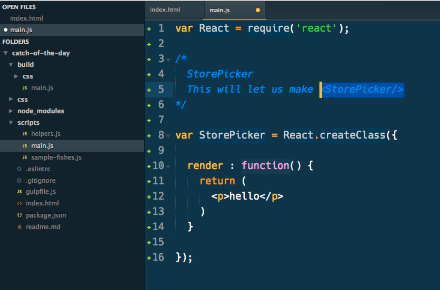 OPEN FILES
index.html
main.js
FOLDERS
catch-of-the-day
build
css
main.js
css
node_modules
scripts
helpers.js
main.js
sample-fishes.js
.eslintrc
.gitignore
gulpfile.js
index.html
package.json
readme.md
index.html
main.js
1 var React = require('react');
2
3 /*
4 StorePicker
5 This will let us make <StorePicker/>
6 */
7
8 var StorePicker = React.createClass({
9
10 render : function() {
11 return (
12 <p>hello</p>
13 )
14 }
15
16 });